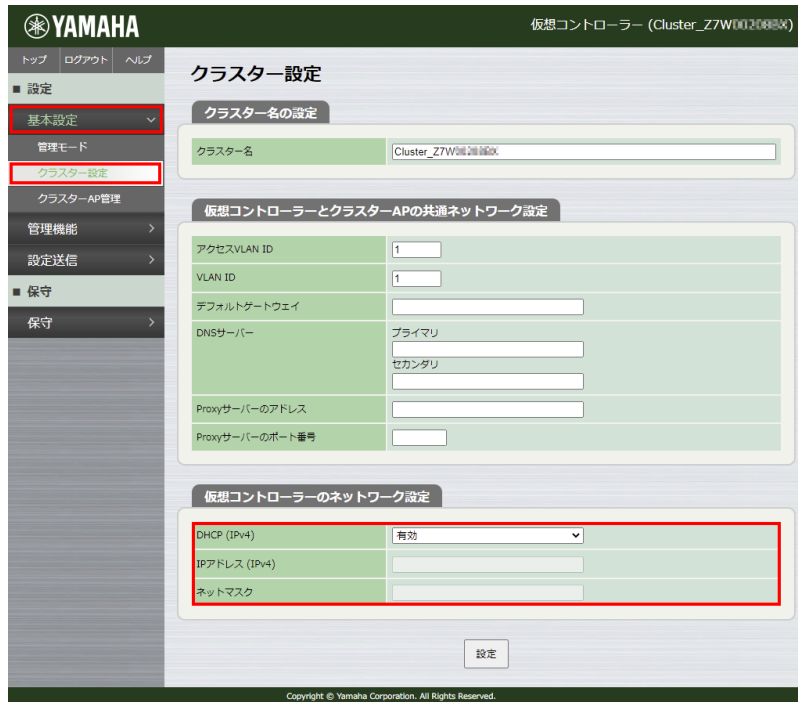 YAMAHA
仮想コントローラー (Cluster_Z7W
トップ ログアウト ヘルプ
■ 設定
基本設定
管理モード
クラスター設定
クラスターAP管理
管理機能
設定送信
■ 保守
保守
クラスター設定
クラスター名の設定
クラスター名 Cluster_Z7W
仮想コントローラーとクラスターAPの共通ネットワーク設定
アクセスVLAN ID 1
VLAN ID 1
デフォルトゲートウェイ
DNSサーバー プライマリ
セカンダリ
Proxyサーバーのアドレス
Proxyサーバーのポート番号
仮想コントローラーのネットワーク設定
DHCP (IPv4) 有効
IPアドレス (IPv4)
ネットマスク
設定
Copyright © Yamaha Corporation. All Rights Reserved.